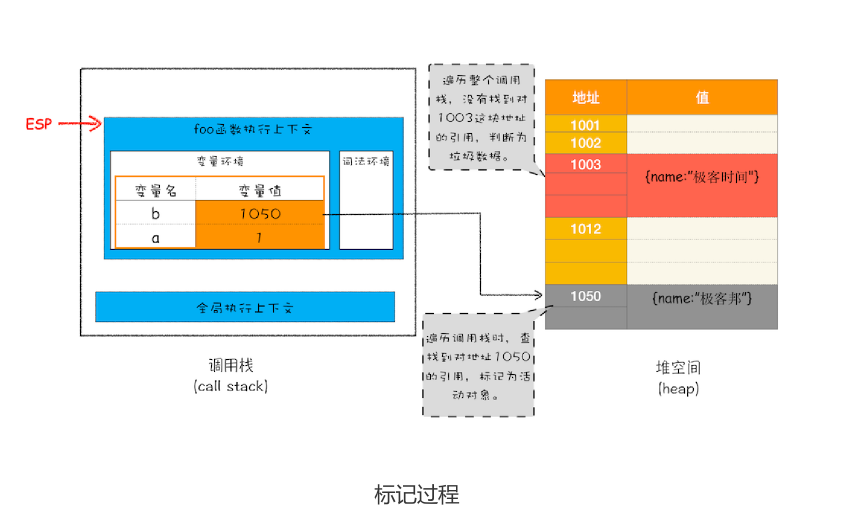 遍历整个调用
栈，没有找到对
1003这块地址
的引用，判断为
垃圾数据。
地址 值
1001
1002
1003 {name:"极客时间"}
1012
1050 {name:"极客邦"}
ESP
foo函数执行上下文
变量环境 词法环境
变量名 变量值
b 1050
a 1
全局执行上下文
遍历调用栈时，查
找到对地址1050
的引用，标记为活
动对象。
调用栈
(call stack)
堆空间
(heap)
标记过程